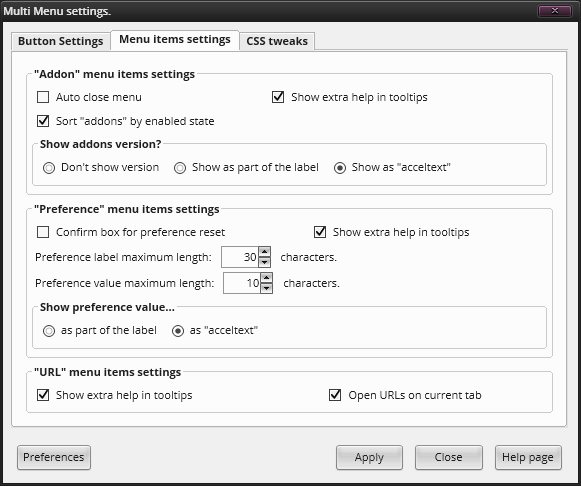 Multi Menu settings.
Button Settings Menu items settings CSS tweaks
"Addon" menu items settings
Auto close menu Show extra help in tooltips
Sort "addons" by enabled state
Show addons version?
Don't show version Show as part of the label Show as "acceltext"
"Preference" menu items settings
Confirm box for preference reset Show extra help in tooltips
Preference label maximum length: 30 characters.
Preference value maximum length: 10 characters.
Show preference value...
as part of the label as "acceltext"
"URL" menu items settings
Show extra help in tooltips Open URLs on current tab
Preferences Apply Close Help page